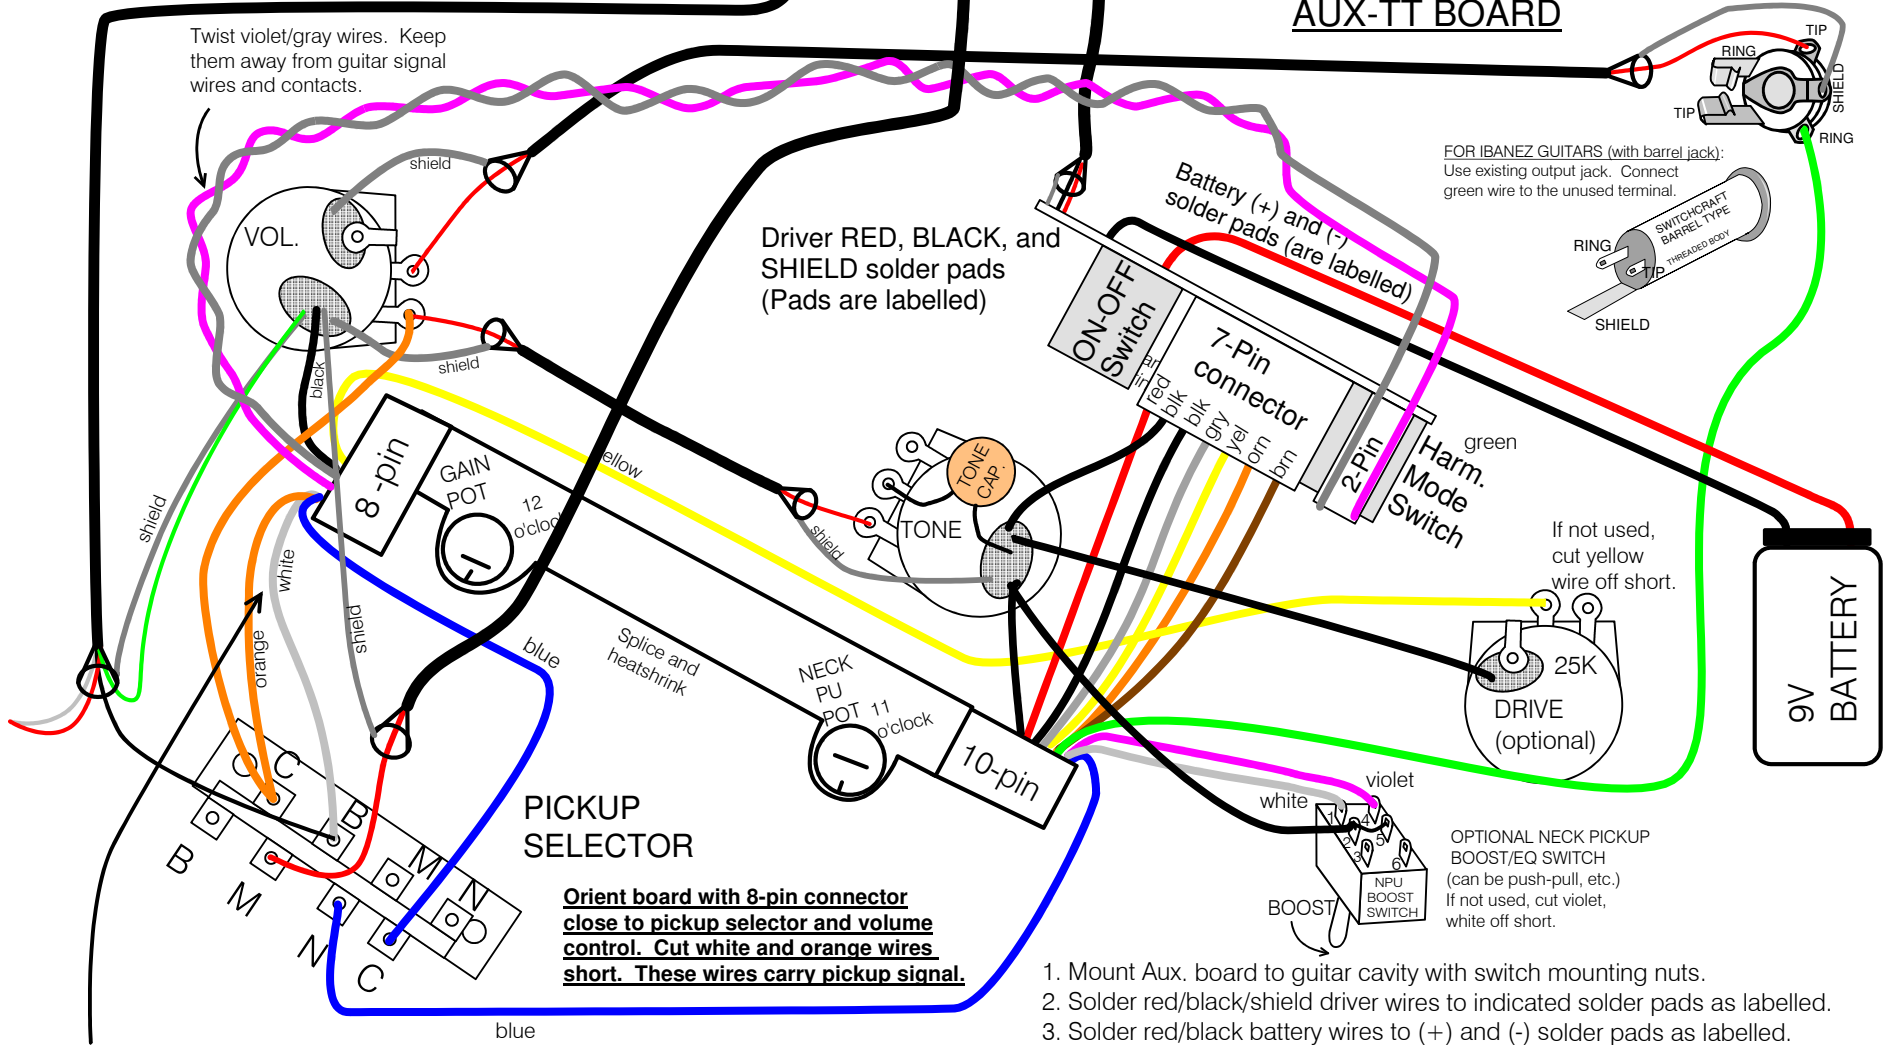 AUX-TT BOARD
Twist violet/gray wires.  Keep
them away from guitar signal
wires and contacts.
TIP
RING
SHIELD
TIP
RING
FOR IBANEZ GUITARS (with barrel jack):
Use existing output jack.  Connect
green wire to the unused terminal.
SWITCHCRAFT
BARREL TYPE
THREADED BODY
RING
TIP
SHIELD
shield
VOL.
Battery (+) and (-)
solder pads (are labelled)
Driver RED, BLACK, and
SHIELD solder pads
(Pads are labelled)
ON-OFF
Switch
7-Pin
connector
red
blk
blk
gry
yel
orn
brn
2-Pin
Harm.
Mode
Switch
green
shield
black
8-pin
GAIN
POT
12
o'clock
ellow
TONE
CAP.
TONE
shield
shield
white
orange
shield
blue
Splice and
heatshrink
NECK
PU
POT
11
o'clock
10-pin
If not used,
cut yellow
wire off short.
25K
DRIVE
(optional)
9V
BATTERY
violet
white
1
4
2
5
3
6
NPU
BOOST
SWITCH
BOOST
OPTIONAL NECK PICKUP
BOOST/EQ SWITCH
(can be push-pull, etc.)
If not used, cut violet,
white off short.
C
B
M
N
B
M
N
C
PICKUP
SELECTOR
Orient board with 8-pin connector
close to pickup selector and volume
control.  Cut white and orange wires
short.  These wires carry pickup signal.
blue
1. Mount Aux. board to guitar cavity with switch mounting nuts.
2. Solder red/black/shield driver wires to indicated solder pads as labelled.
3. Solder red/black battery wires to (+) and (-) solder pads as labelled.